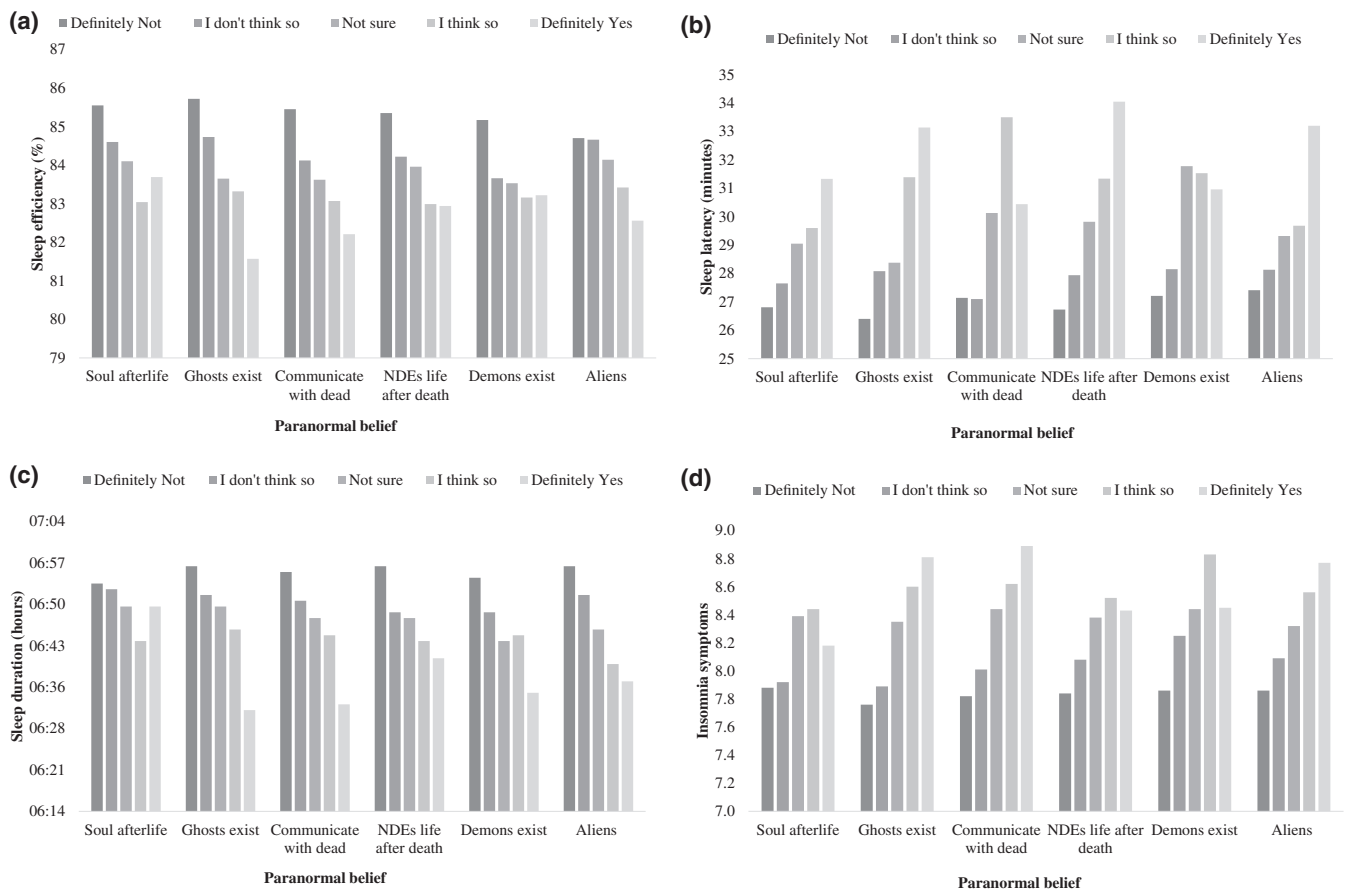 (a)
Definitely Not I don't think so Not sure I think so Definitely Yes
87
86
85
84
83
82
81
80
79
Sleep efficiency (%)
Soul afterlife Ghosts exist Communicate NDEs life Demons exist Aliens
with dead after death
Paranormal belief
(b)
Definitely Not I don't think so Not sure I think so Definitely Yes
35
34
33
32
31
30
29
28
27
26
25
Sleep latency (minutes)
Soul afterlife Ghosts exist Communicate NDEs life after Demons exist Aliens
with dead death
Paranormal belief
(c)
Definitely Not I don't think so Not sure I think so Definitely Yes
07:04
06:57
06:50
06:43
06:36
06:28
06:21
06:14
Sleep duration (hours)
Soul afterlife Ghosts exist Communicate NDEs life Demons exist Aliens
with dead after death
Paranormal belief
(d)
Definitely Not I don't think so Not sure I think so Definitely Yes
9.0
8.8
8.6
8.4
8.2
8.0
7.8
7.6
7.4
7.2
7.0
Insomnia symptoms
Soul afterlife Ghosts exist Communicate NDEs life after Demons exist Aliens
with dead death
Paranormal belief